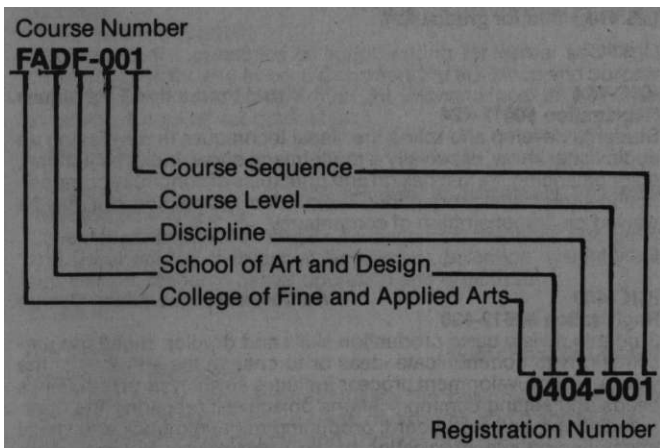 Course Number
FADF-001
Course Sequence
Course Level
Discipline
School of Art and Design
College of Fine and Applied Arts
0404-001
Registration Number